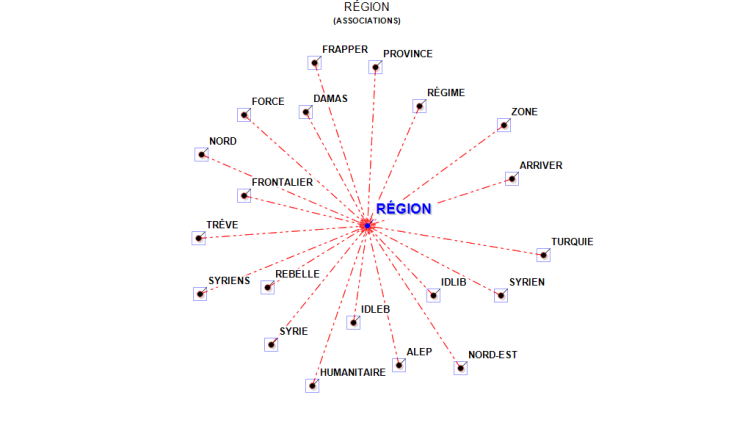 RÉGION
(ASSOCIATIONS)
FRAPPER
PROVINCE
RÉGIME
FORCE
DAMAS
ZONE
NORD
ARRIVER
FRONTALIER
RÉGION
TRÊVE
TURQUIE
SYRIENS
REBELLE
IDLIB
SYRIEN
IDLEB
SYRIE
ALEP
NORD-EST
HUMANITAIRE